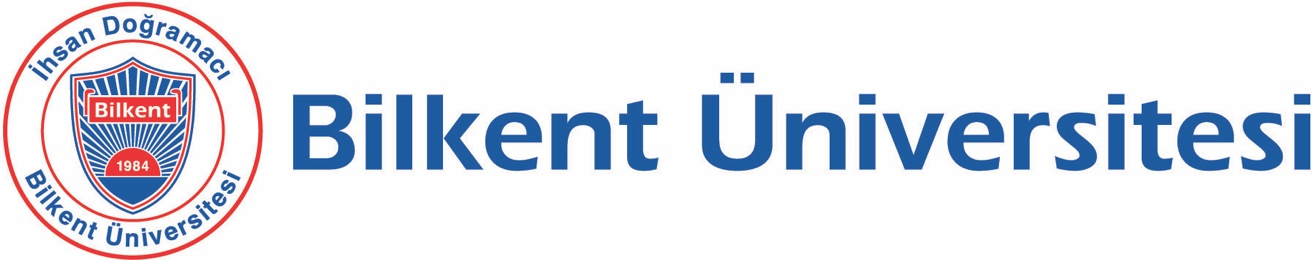 İhsan Doğramacı
Bilkent
1984
Bilkent Üniversitesi
Bilkent Üniversitesi